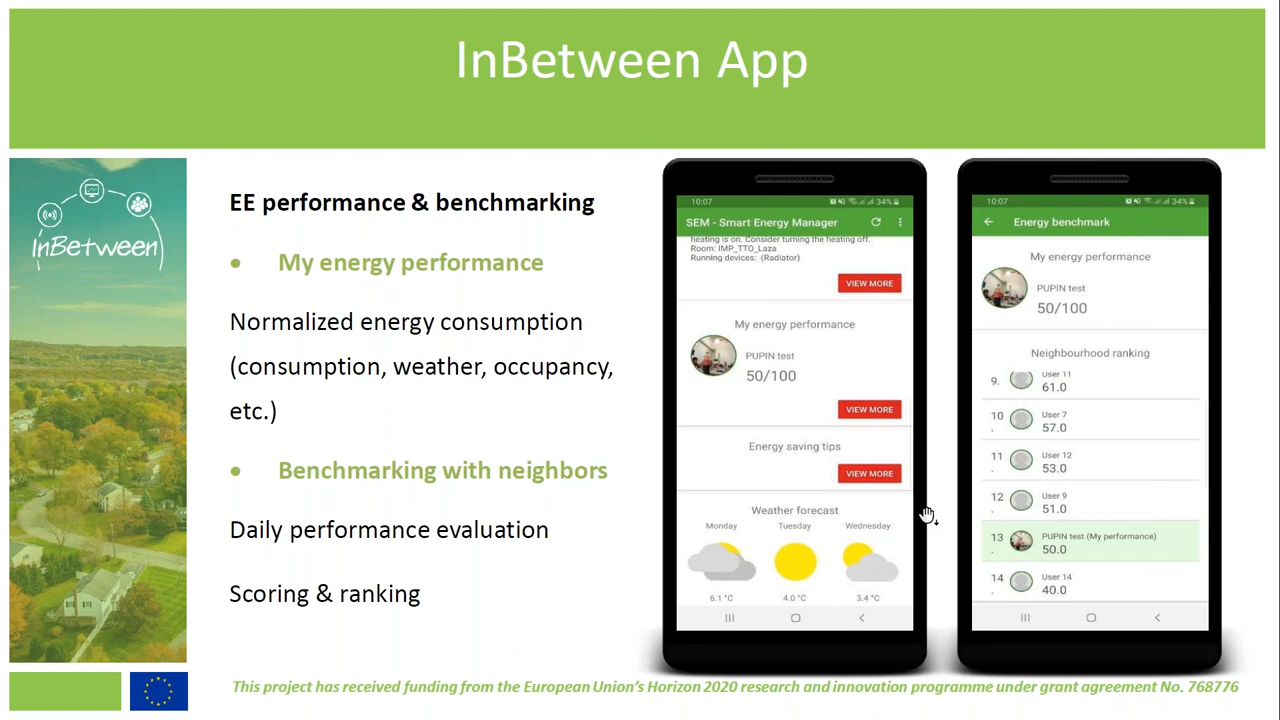 InBetween App
InBetween
EE performance & benchmarking
• My energy performance
Normalized energy consumption
(consumption, weather, occupancy,
etc.)
• Benchmarking with neighbors
Daily performance evaluation
Scoring & ranking
10:07
34%
SEM - Smart Energy Manager
heating is on. Consider turning the heating off.
Room: IMP_TTO_Laza
Running devices: (Radiator)
VIEW MORE
My energy performance
PUPIN test
50/100
VIEW MORE
Energy saving tips
VIEW MORE
Weather forecast
Monday Tuesday Wednesday
6.1 °C 4.0 °C 3.4 °C
10:07
34%
Energy benchmark
My energy performance
PUPIN test
50/100
Neighbourhood ranking
9. User 11
61.0
10. User 7
57.0
11. User 12
53.0
12. User 9
51.0
13. PUPIN test (My performance)
50.0
14. User 14
40.0
This project has received funding from the European Union's Horizon 2020 research and innovation programme under grant agreement No. 768776